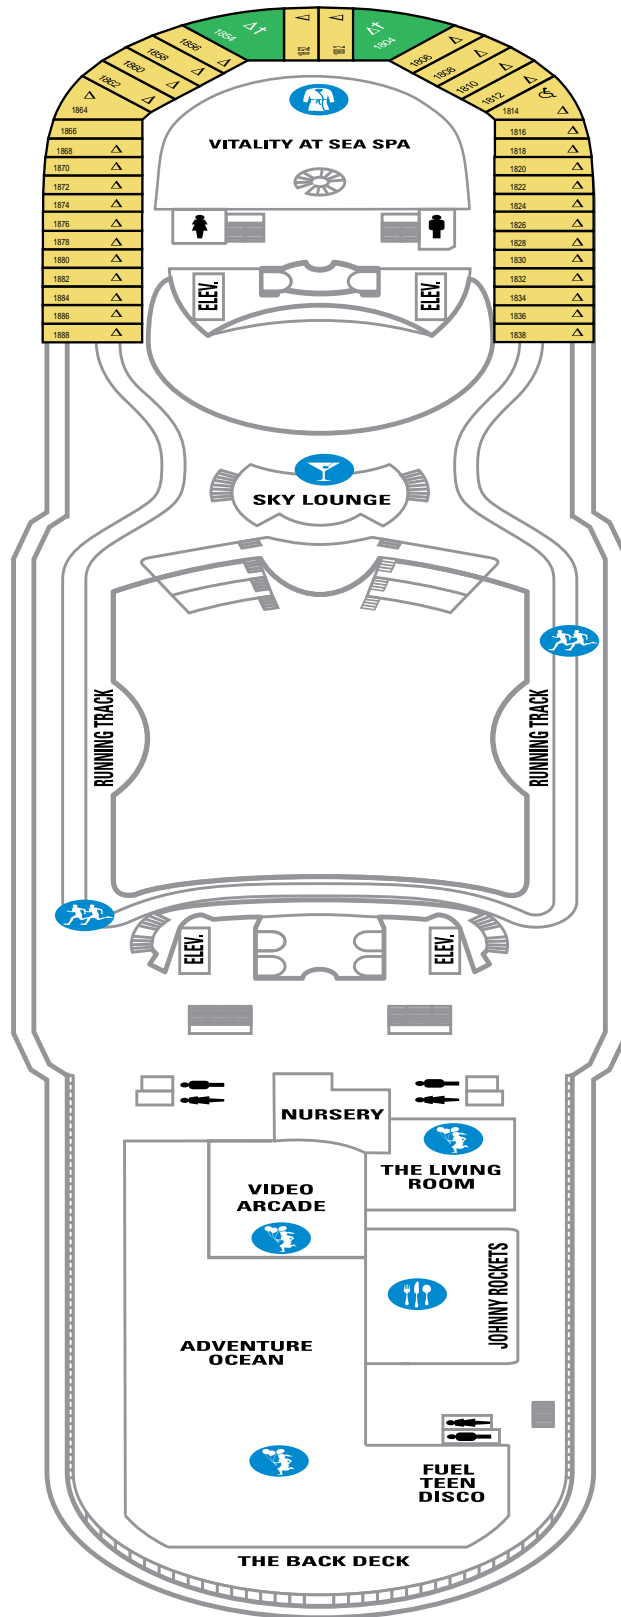 1854
1852
1802
1804
1856
1858
1860
1862
1864
1866
1868
1870
1872
1874
1876
1878
1880
1882
1884
1886
1888
1806
1808
1810
1812
1814
1816
1818
1820
1822
1824
1826
1828
1830
1832
1834
1836
1838
VITALITY AT SEA SPA
ELEV.
ELEV.
SKY LOUNGE
RUNNING TRACK
RUNNING TRACK
ELEV.
ELEV.
NURSERY
THE LIVING
ROOM
VIDEO
ARCADE
JOHNNY ROCKETS
ADVENTURE
OCEAN
FUEL
TEEN
DISCO
THE BACK DECK